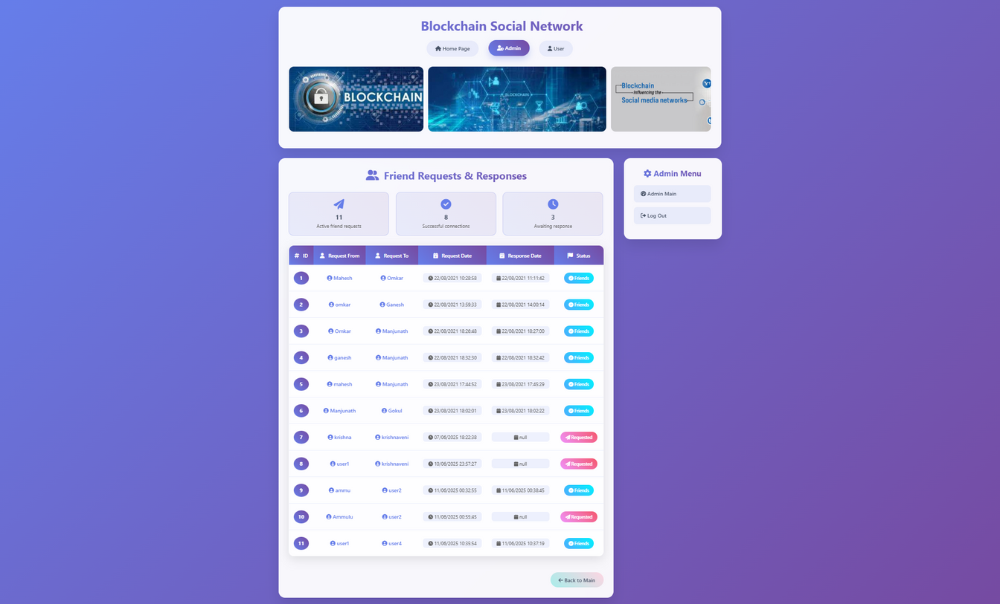 Blockchain Social Network
Home Page Admin User
BLOCKCHAIN
BLOCKCHAIN
Blockchain
Influencing the
Social media networks
Y!
Friend Requests & Responses
11
Active friend requests
8
Successful connections
3
Awaiting response
# ID Request From Request To Request Date Response Date Status
1 Mahesh Omkar 22/08/2021 10:28:58 22/08/2021 11:11:42 Friends
2 omkar Ganesh 22/08/2021 13:59:33 22/08/2021 14:00:14 Friends
3 Omkar Manjunath 22/08/2021 18:26:48 22/08/2021 18:27:00 Friends
4 ganesh Manjunath 22/08/2021 18:32:30 22/08/2021 18:32:42 Friends
5 mahesh Manjunath 23/08/2021 17:44:52 23/08/2021 17:45:29 Friends
6 Manjunath Gokul 23/08/2021 18:02:01 23/08/2021 18:02:22 Friends
7 krishna krishnaveni 07/06/2025 18:22:38 null Requested
8 user1 krishnaveni 10/06/2025 23:57:27 null Requested
9 ammu user2 11/06/2025 00:32:55 11/06/2025 00:38:45 Friends
10 Ammulu user2 11/06/2025 00:55:45 null Requested
11 user1 user4 11/06/2025 10:35:54 11/06/2025 10:37:19 Friends
Back to Main
Admin Menu
Admin Main
Log Out